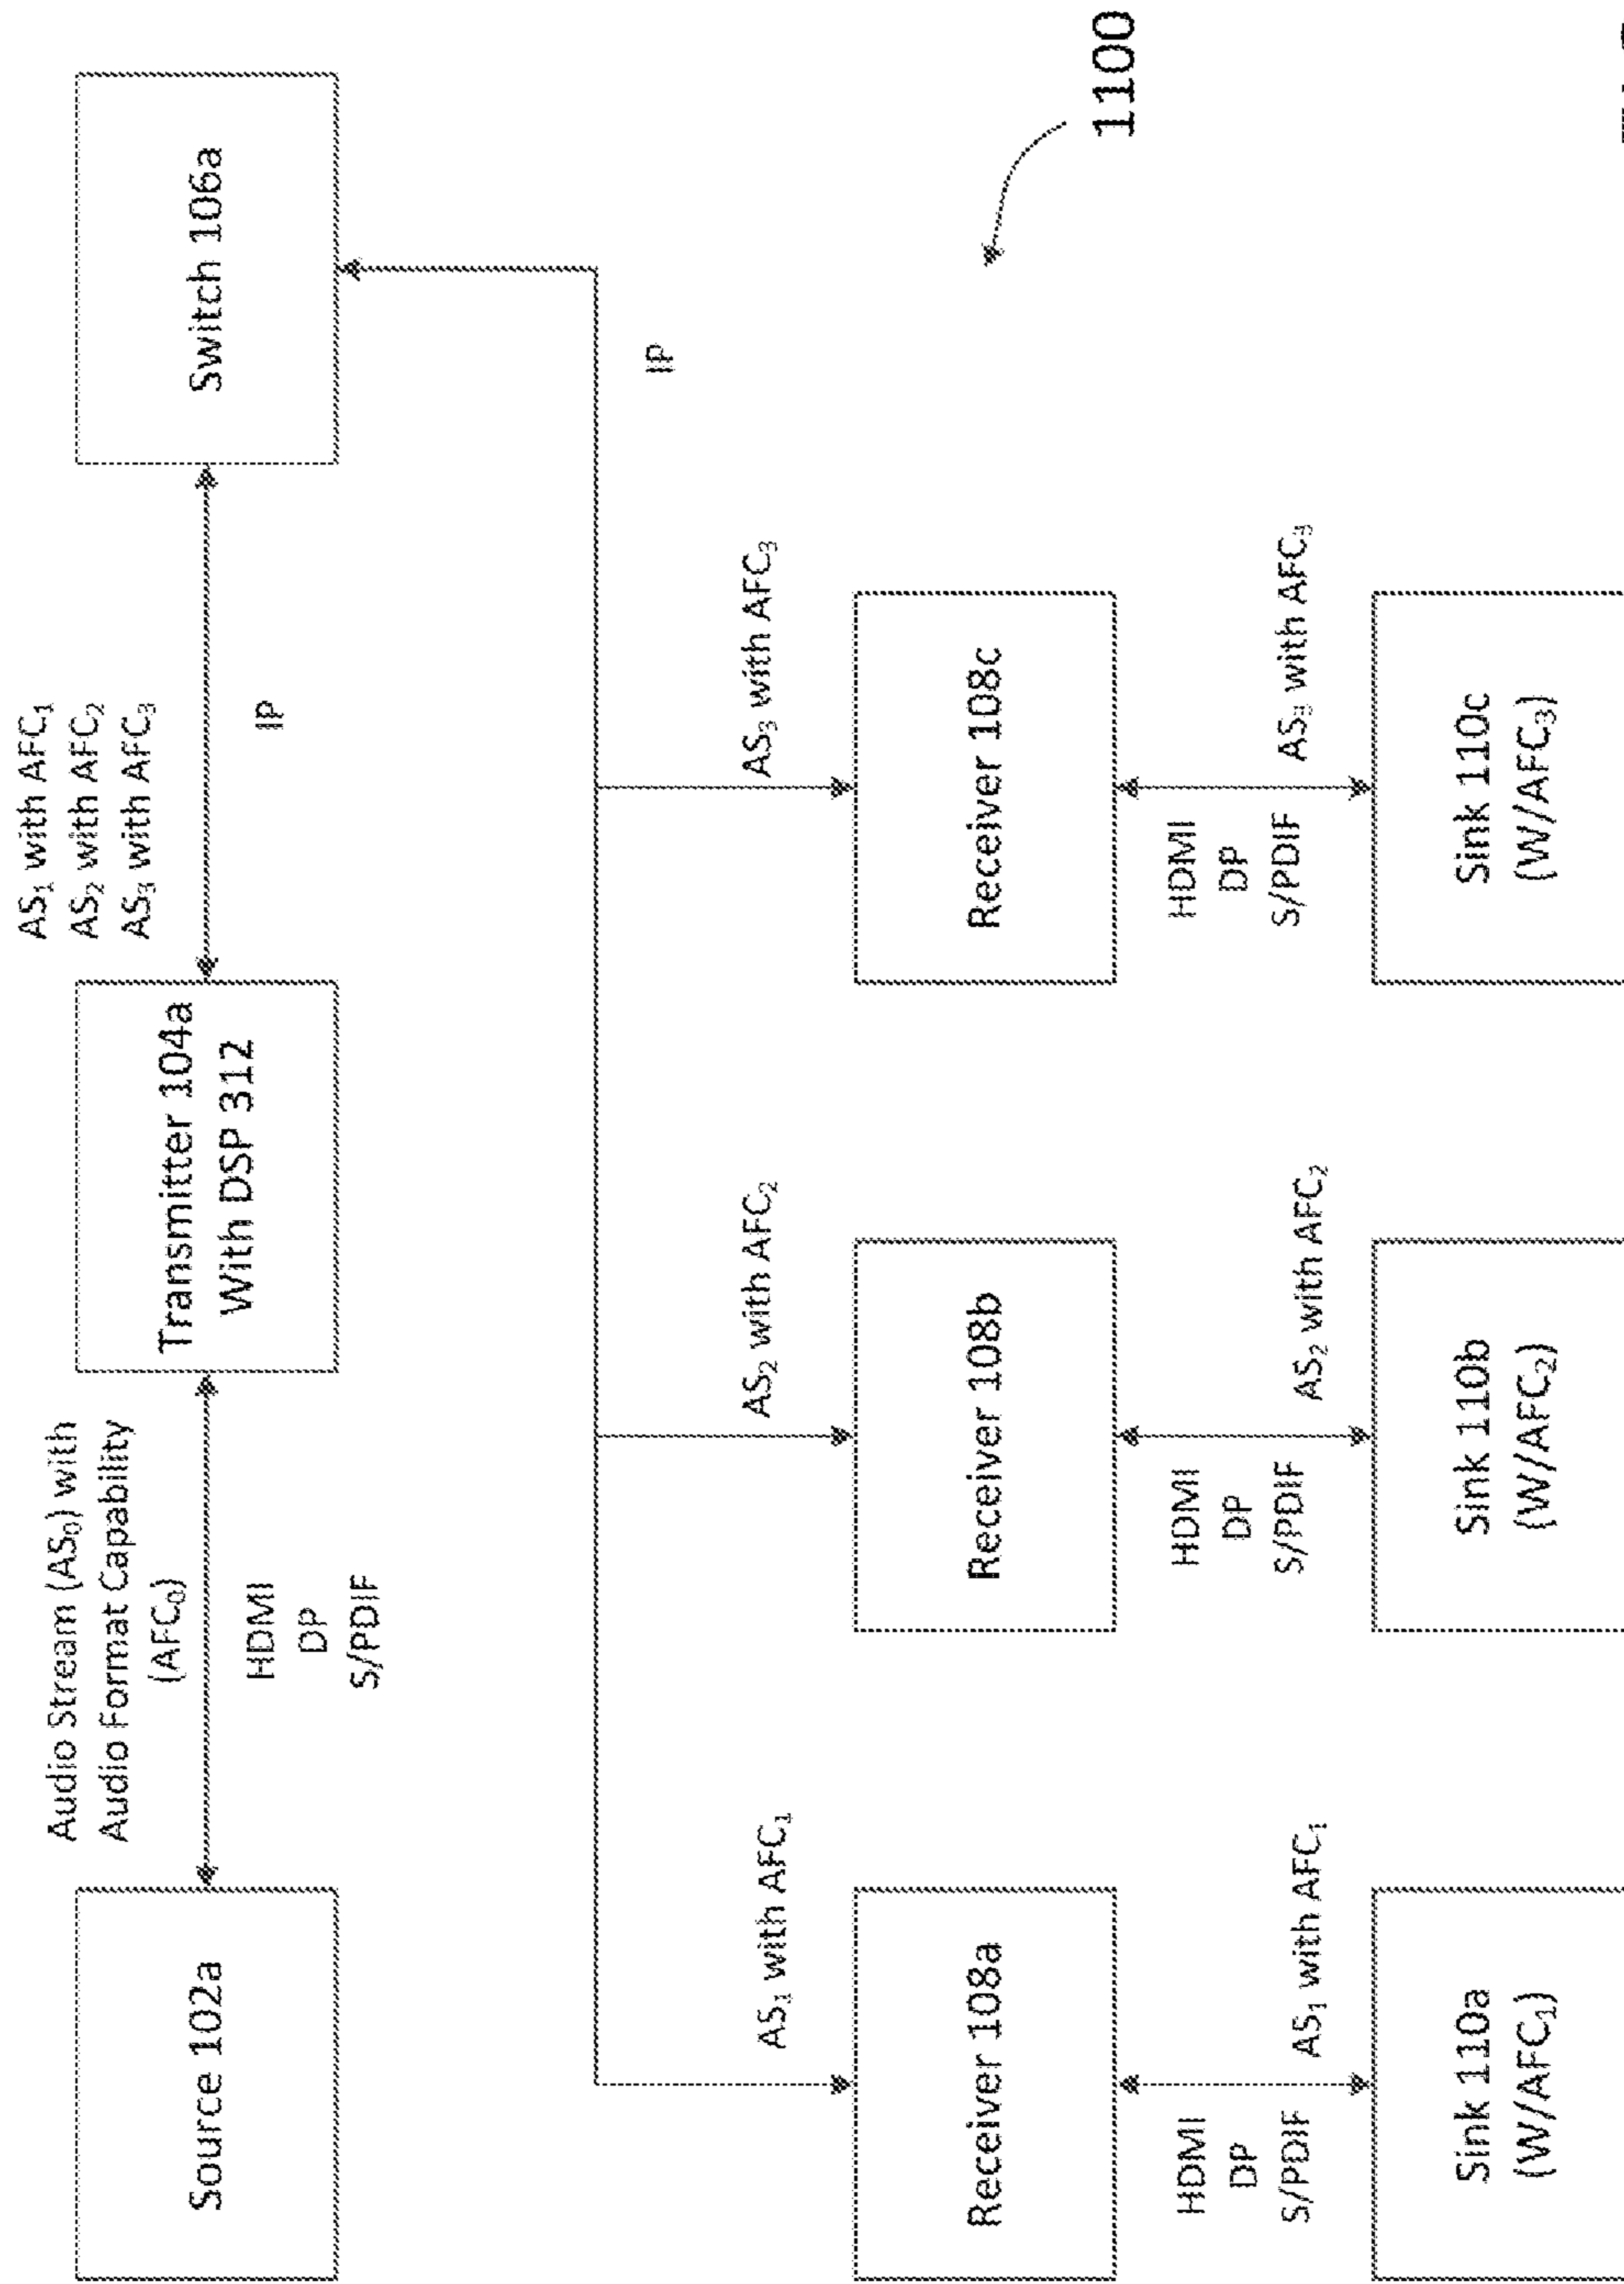 Source 102a
Audio Stream (AS₀) with
Audio Format Capability
(AFC₀)
HDMI
DP
S/PDIF
Transmitter 104a
With DSP 312
AS₁ with AFC₁
AS₂ with AFC₂
AS₃ with AFC₃
IP
Switch 106a
IP
AS₁ with AFC₁
AS₂ with AFC₂
AS₃ with AFC₃
Receiver 108a
Receiver 108b
Receiver 108c
HDMI
DP
S/PDIF
AS₁ with AFC₁
HDMI
DP
S/PDIF
AS₂ with AFC₂
HDMI
DP
S/PDIF
AS₃ with AFC₃
Sink 110a
(W/AFC₁)
Sink 110b
(W/AFC₂)
Sink 110c
(W/AFC₃)
1100